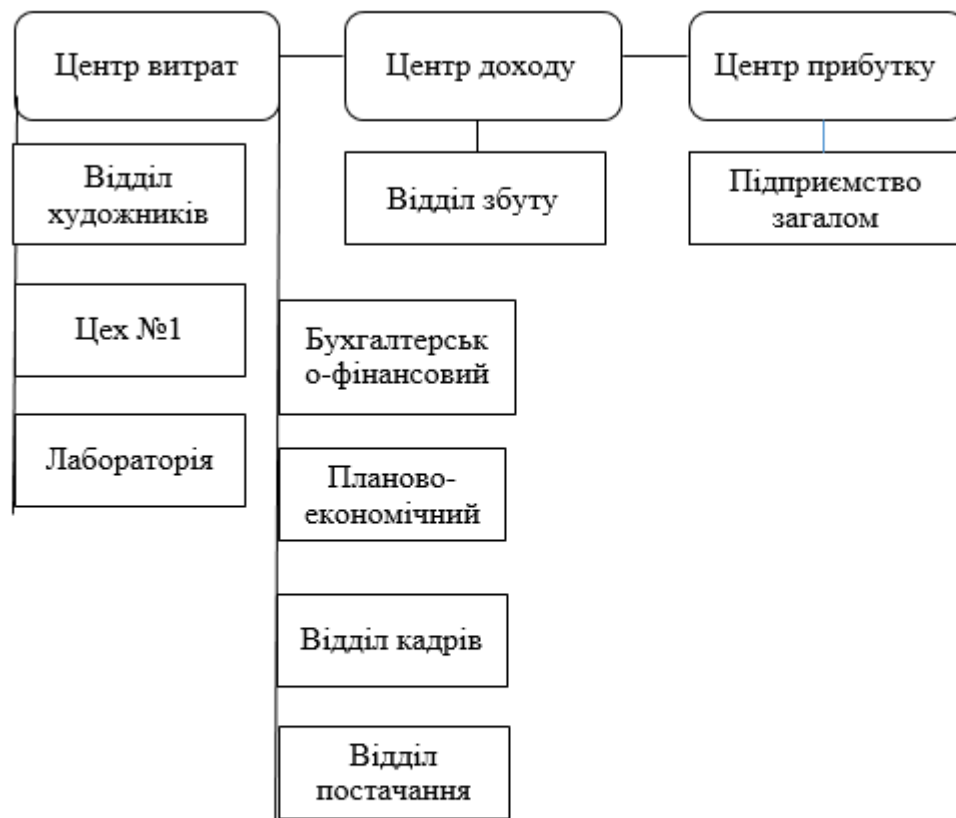 Центр витрат
Центр доходу
Центр прибутку
Відділ
художників
Відділ збуту
Підприємство
загалом
Цех №1
Бухгалтерськ
о-фінансовий
Лабораторія
Планово-
економічний
Відділ кадрів
Відділ
постачання